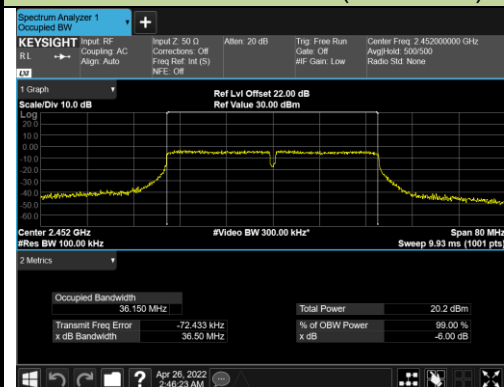 Spectrum Analyzer 1
Occupied BW
KEYSIGHT Input: RF Input Z: 50 Ω Atten: 20 dB Trig: Free Run Center Freq: 2.452000000 GHz
RL Coupling: AC Corrections: Off Gate: Off Avg|Hold: 500/500
Align: Auto Freq Ref: Int (S) #IF Gain: Low Radio Std: None
LXI NFE: Off
1 Graph Ref Lvl Offset 22.00 dB
Scale/Div 10.0 dB Ref Value 30.00 dBm
Log
20.0
10.0
0.00
-10.0
-20.0
-30.0
-40.0
-50.0
-60.0
Center 2.452 GHz #Video BW 300.00 kHz* Span 80 MHz
#Res BW 100.00 kHz Sweep 9.93 ms (1001 pts)
2 Metrics
Occupied Bandwidth
36.150 MHz Total Power 20.2 dBm
Transmit Freq Error -72.433 kHz % of OBW Power 99.00 %
x dB Bandwidth 36.50 MHz x dB -6.00 dB
? Apr 26, 2022
2:46:23 AM